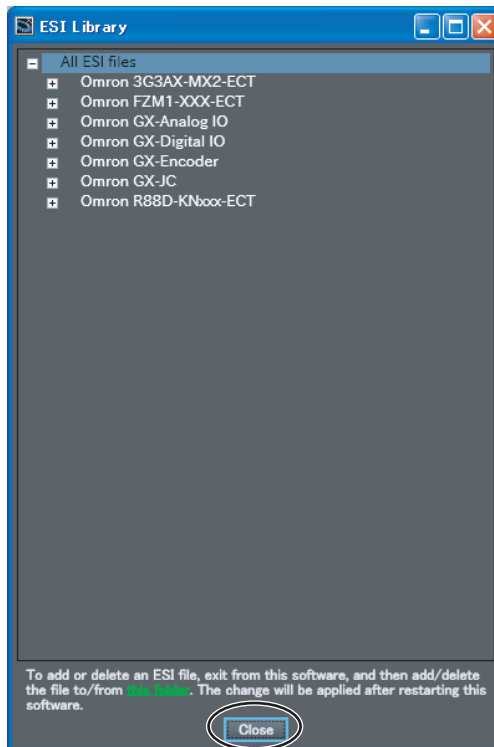 ESI Library
All ESI files
Omron 3G3AX-MX2-ECT
Omron FZM1-XXX-ECT
Omron GX-Analog IO
Omron GX-Digital IO
Omron GX-Encoder
Omron GX-JC
Omron R88D-KNxxx-ECT
To add or delete an ESI file, exit from this software, and then add/delete
the file to/from this folder. The change will be applied after restarting this
software.
Close